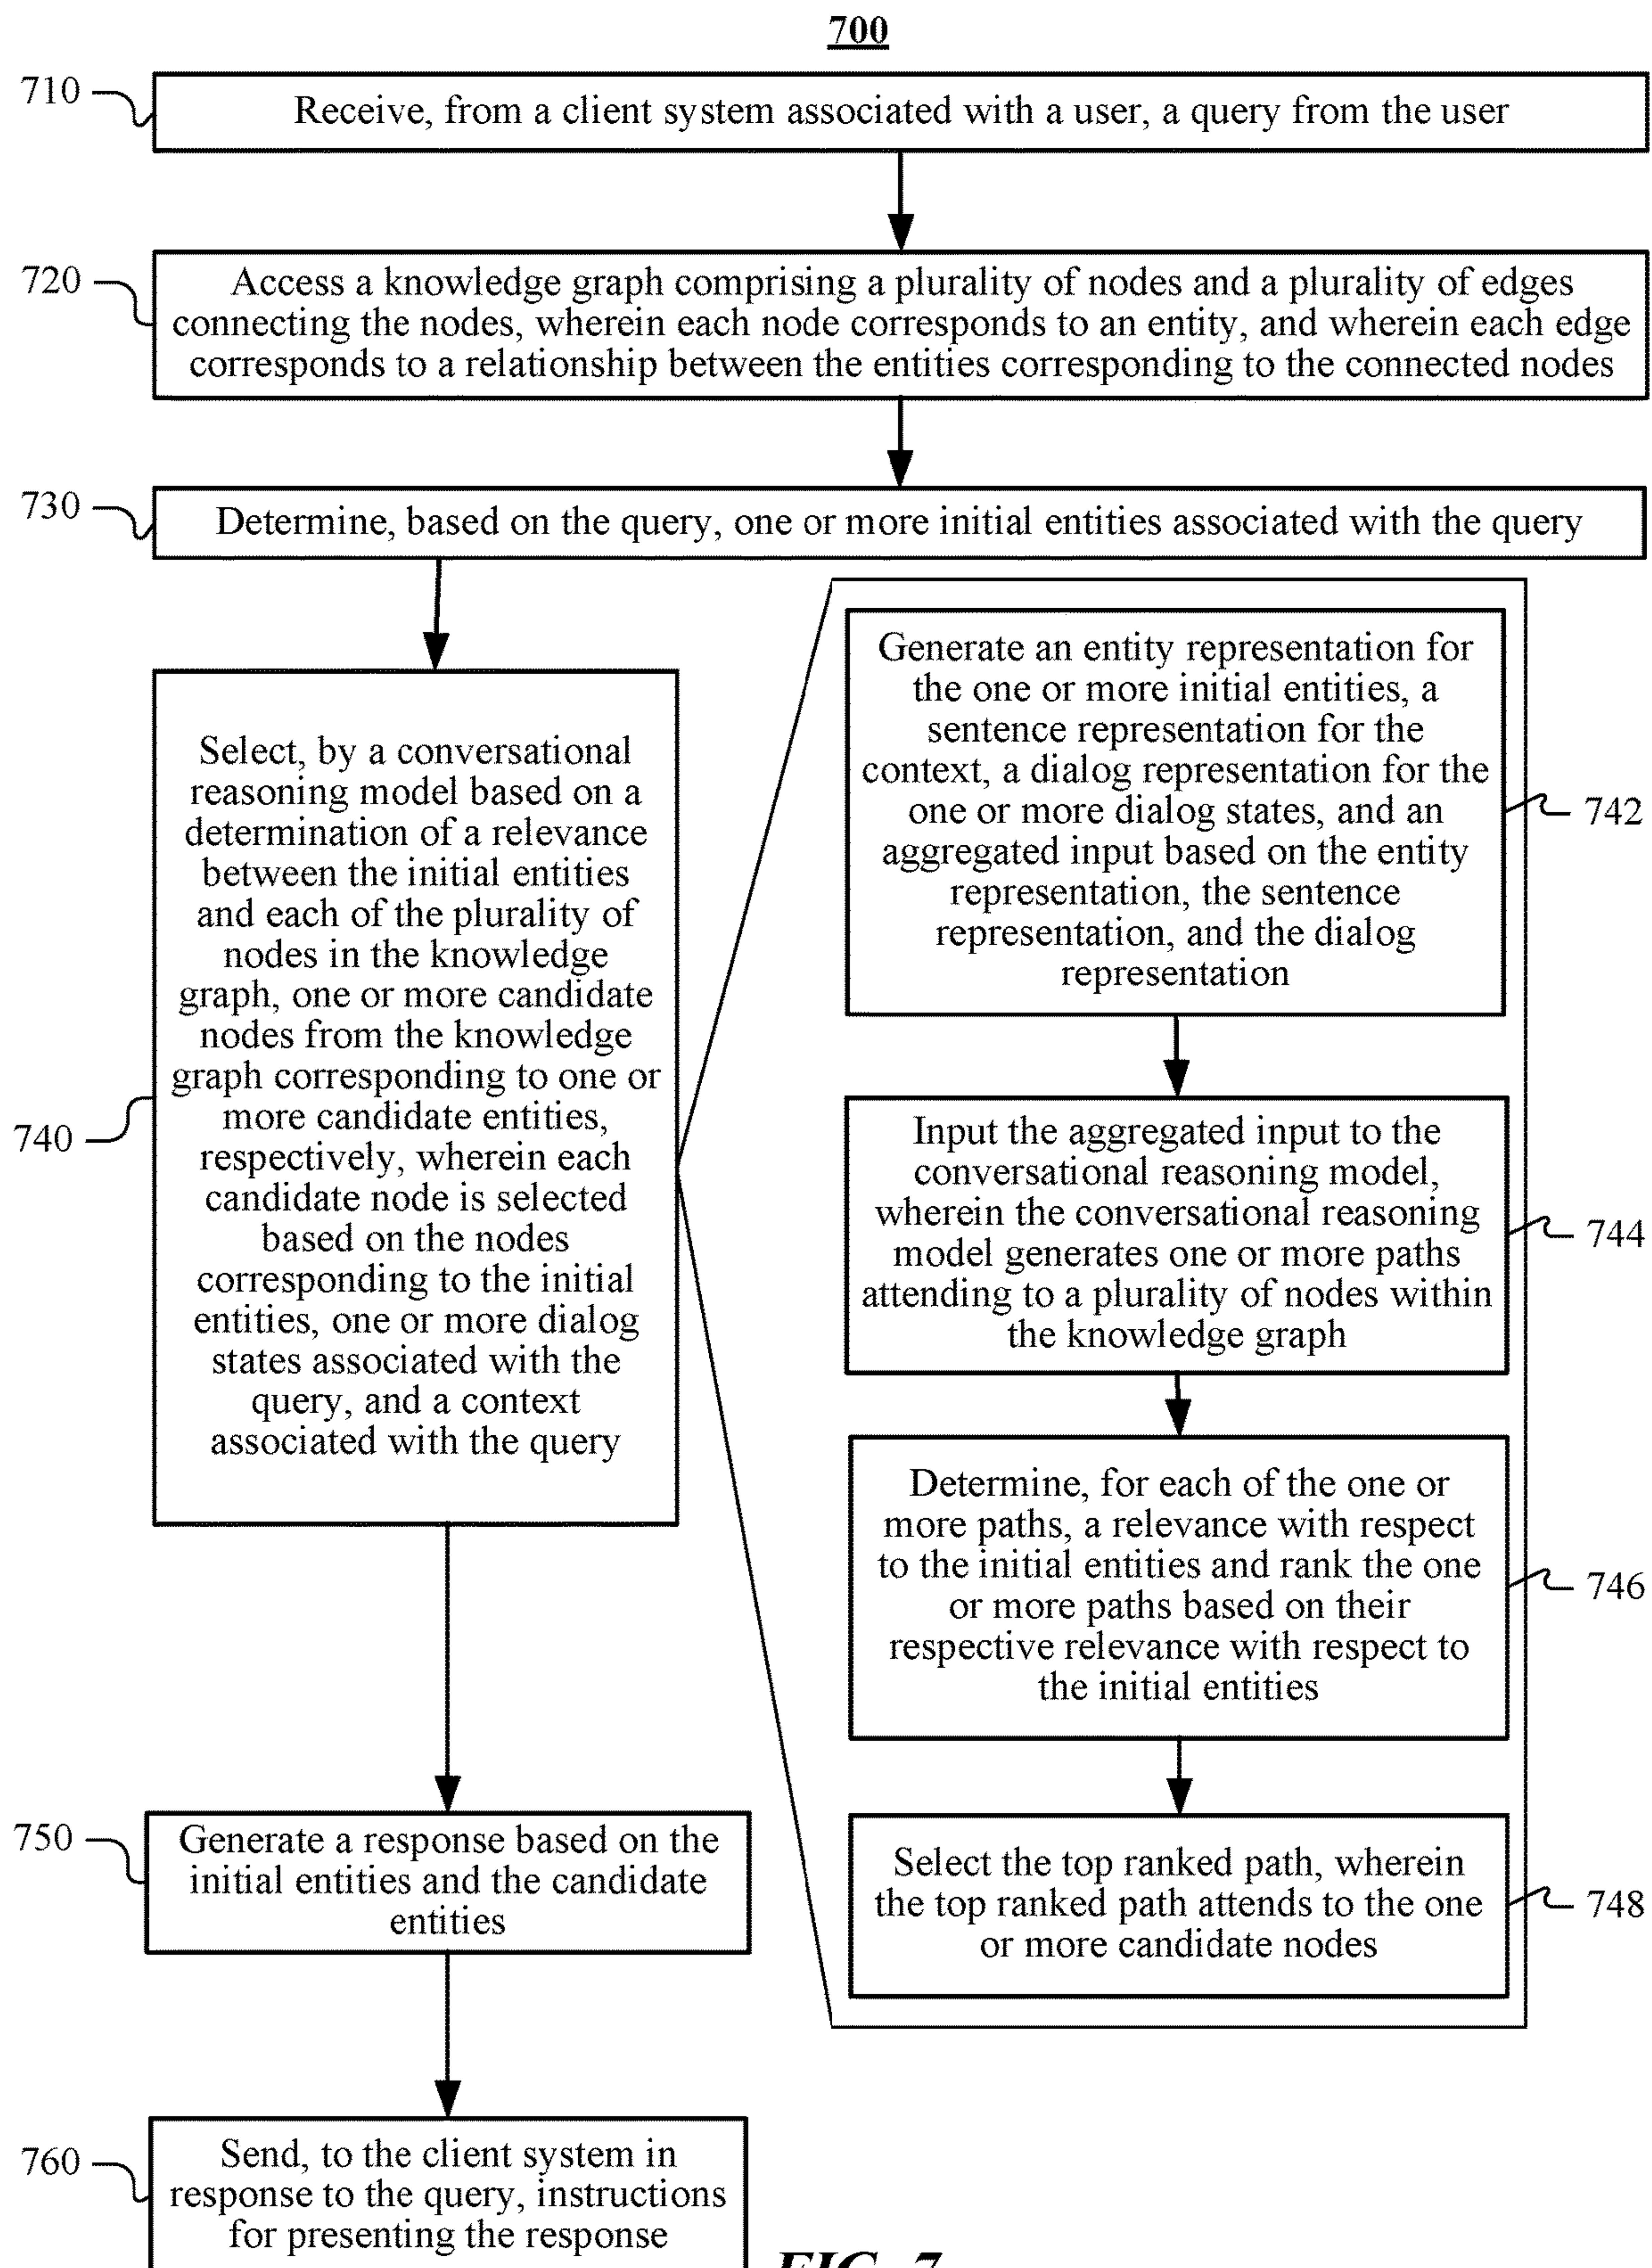 700
710
Receive, from a client system associated with a user, a query from the user
720
Access a knowledge graph comprising a plurality of nodes and a plurality of edges
connecting the nodes, wherein each node corresponds to an entity, and wherein each edge
corresponds to a relationship between the entities corresponding to the connected nodes
730
Determine, based on the query, one or more initial entities associated with the query
740
Select, by a conversational
reasoning model based on a
determination of a relevance
between the initial entities
and each of the plurality of
nodes in the knowledge
graph, one or more candidate
nodes from the knowledge
graph corresponding to one or
more candidate entities,
respectively, wherein each
candidate node is selected
based on the nodes
corresponding to the initial
entities, one or more dialog
states associated with the
query, and a context
associated with the query
Generate an entity representation for
the one or more initial entities, a
sentence representation for the
context, a dialog representation for the
one or more dialog states, and an
aggregated input based on the entity
representation, the sentence
representation, and the dialog
representation
742
Input the aggregated input to the
conversational reasoning model,
wherein the conversational reasoning
model generates one or more paths
attending to a plurality of nodes within
the knowledge graph
744
Determine, for each of the one or
more paths, a relevance with respect
to the initial entities and rank the one
or more paths based on their
respective relevance with respect to
the initial entities
746
Select the top ranked path, wherein
the top ranked path attends to the one
or more candidate nodes
748
750
Generate a response based on the
initial entities and the candidate
entities
760
Send, to the client system in
response to the query, instructions
for presenting the response
FIG. 7